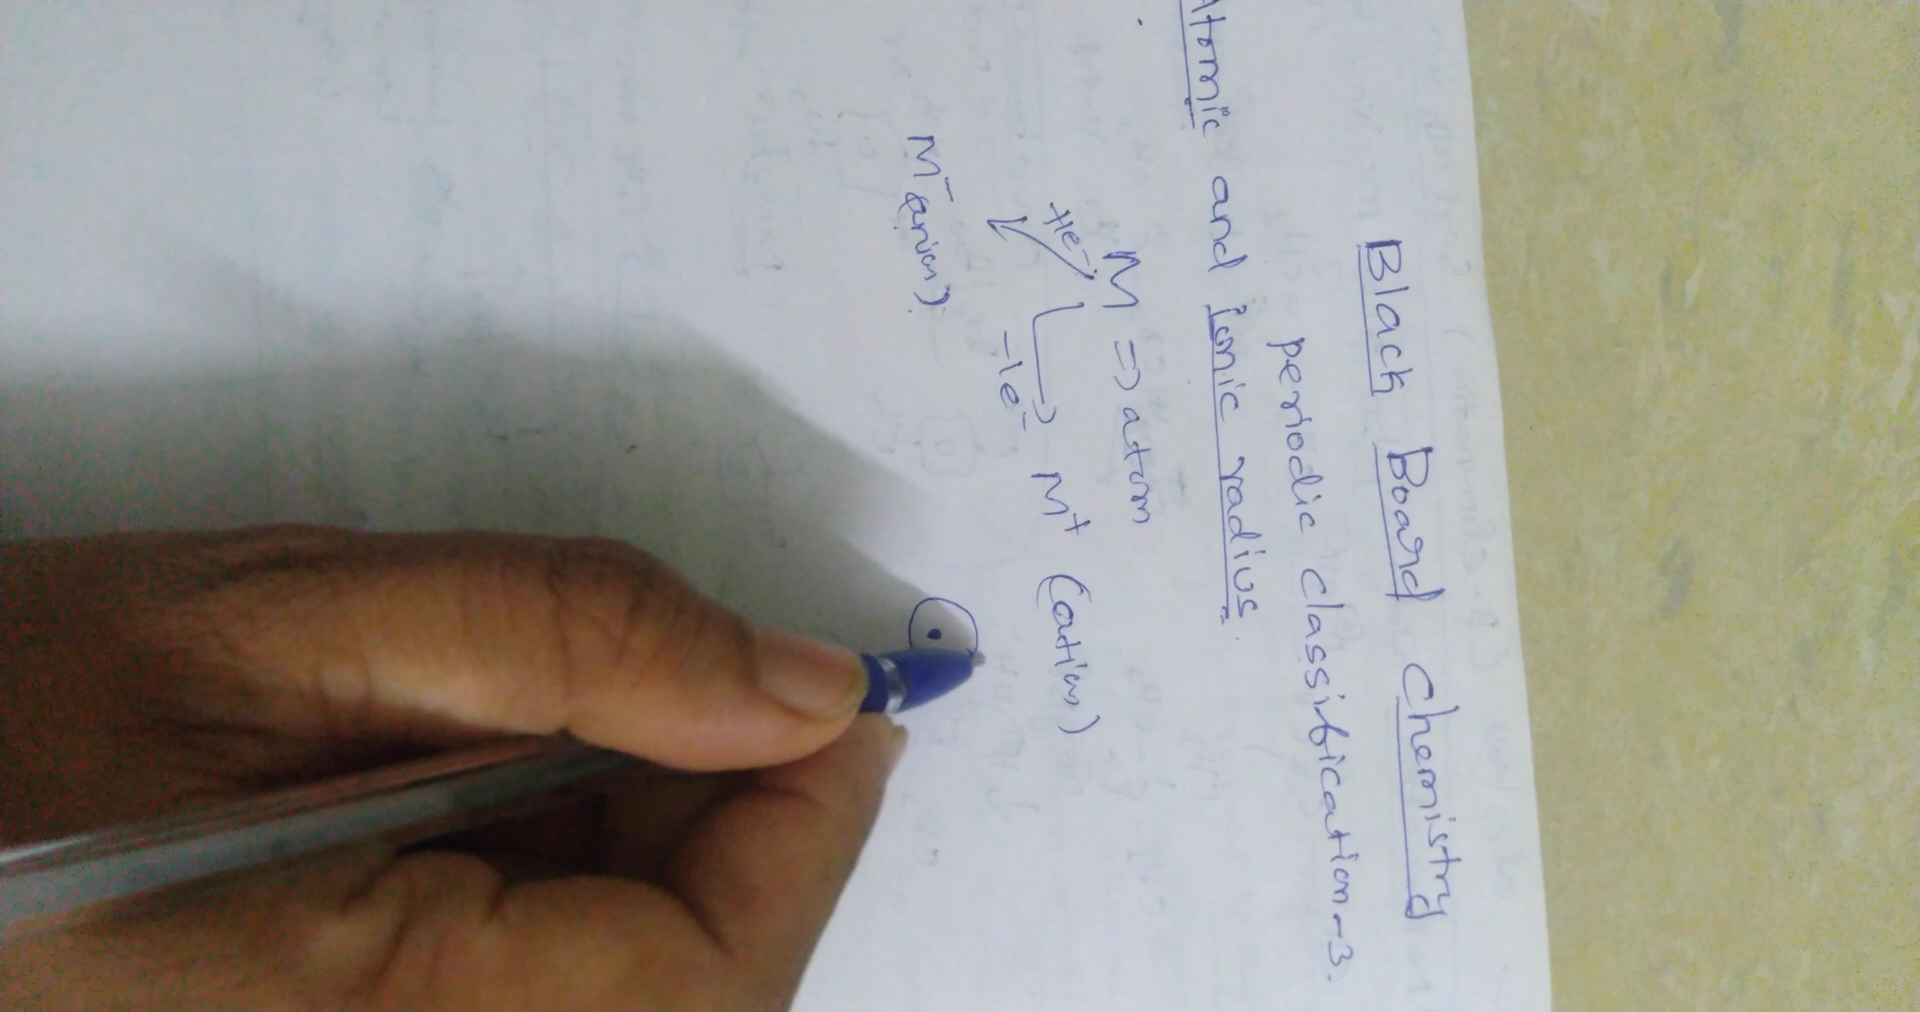 Black Board Chemistry
periodic classification-3.
Atomic and ionic radius.
M ⇒ atom
+1e⁻
-1e⁻
M⁺ (cation)
M⁻ (anion)